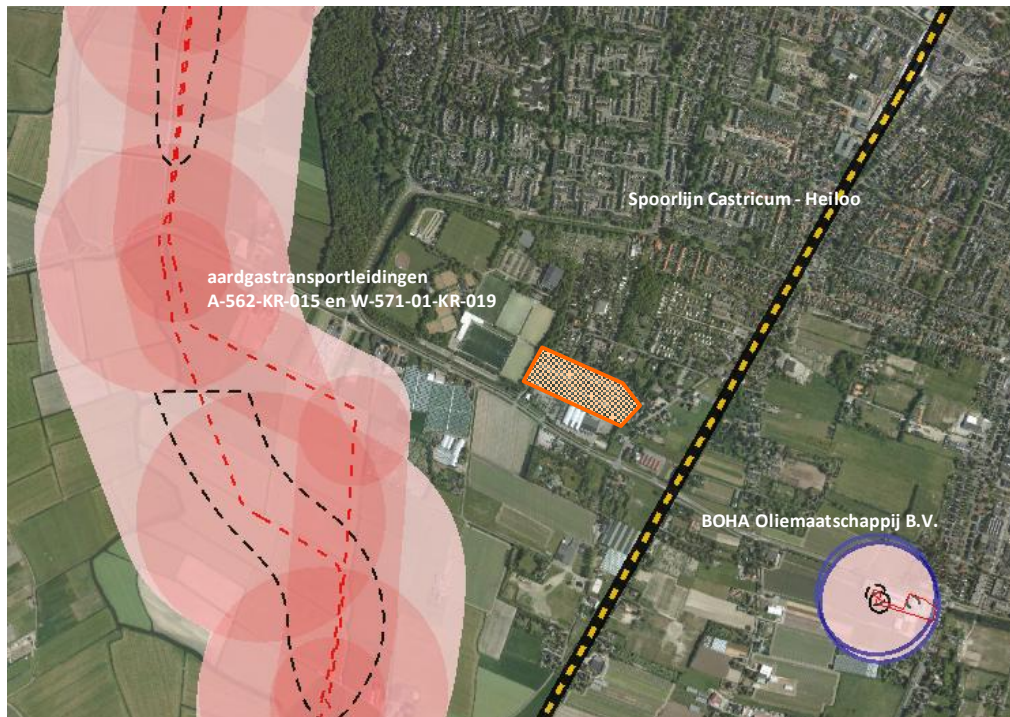 Spoorlijn Castricum - Heiloo
aardgastransportleidingen
A-562-KR-015 en W-571-01-KR-019
BOHA Oliemaatschappij B.V.